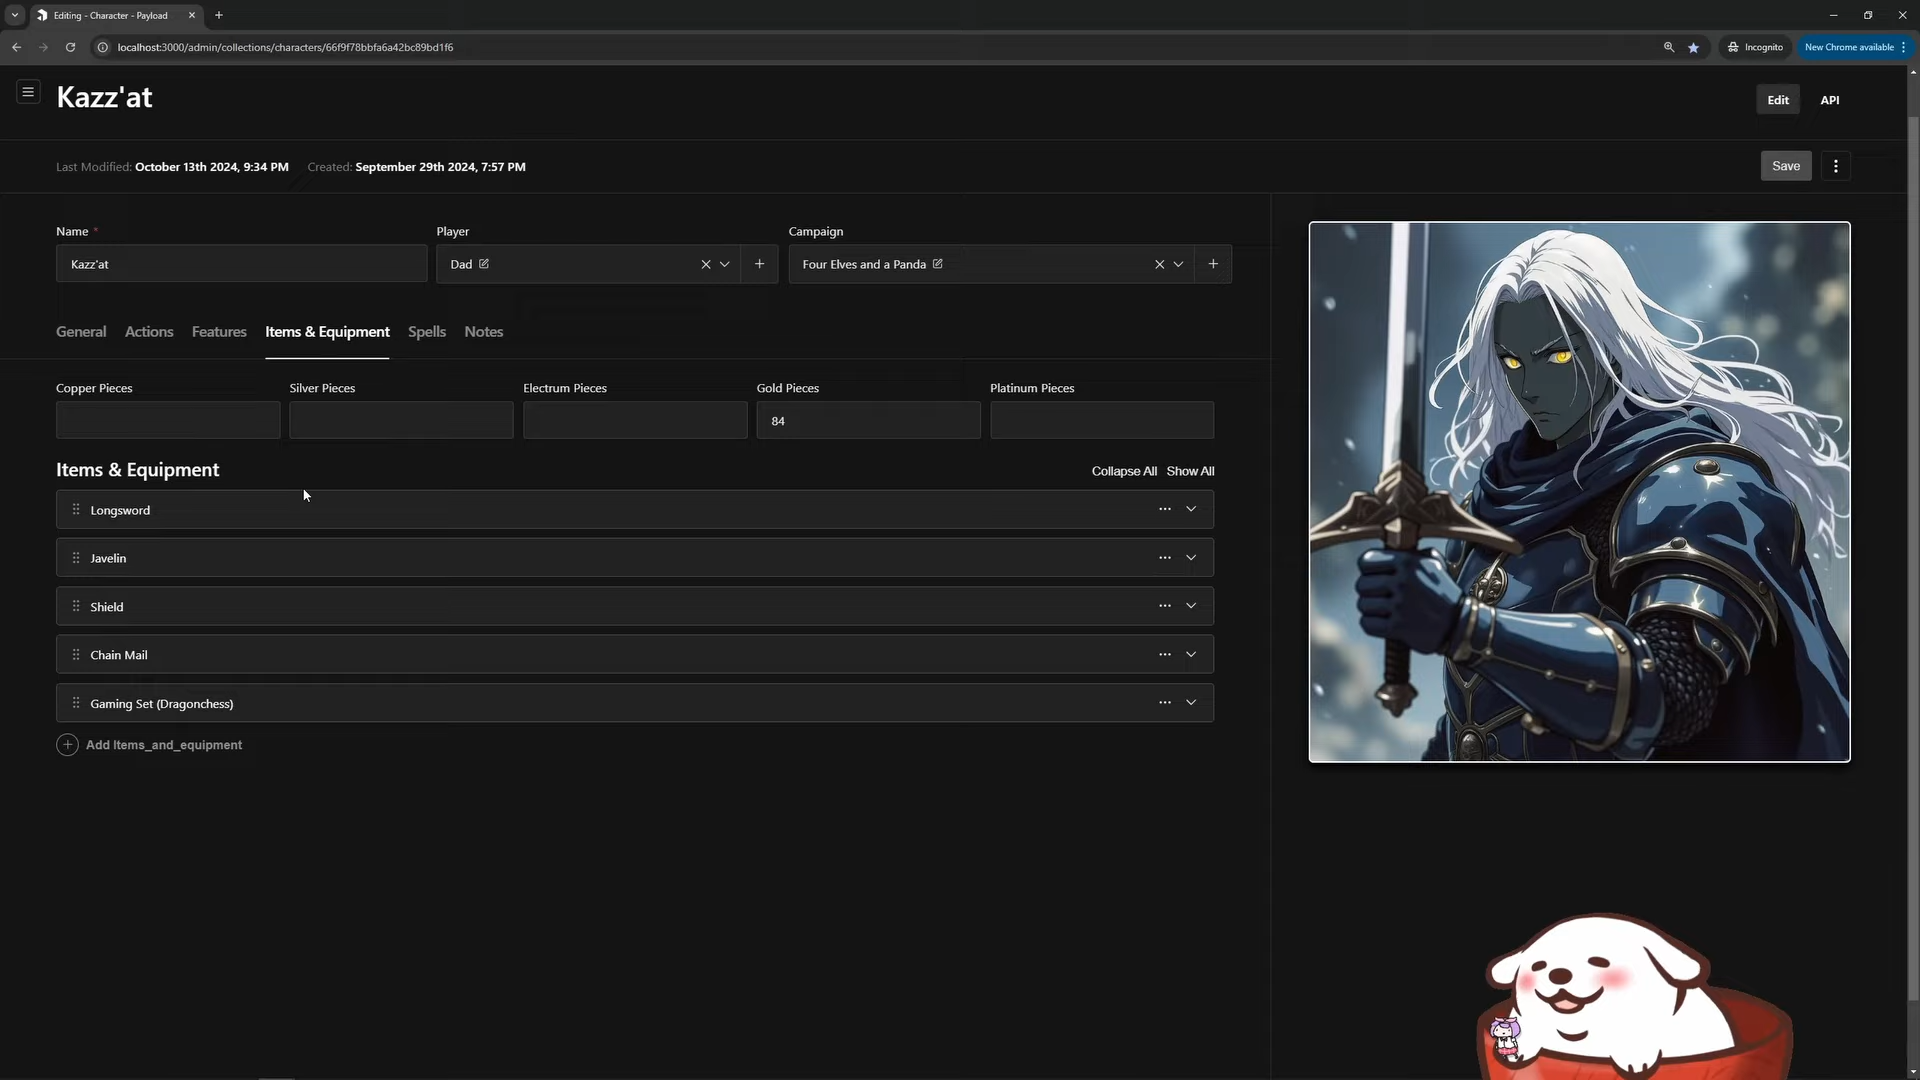 Editing - Character - Payload
localhost:3000/admin/collections/characters/66f9f78bbfa6a42bc89bd1f6
Incognito
New Chrome available
Kazz'at
Edit
API
Last Modified: October 13th 2024, 9:34 PM Created: September 29th 2024, 7:57 PM
Save
Name *
Player
Campaign
Kazz'at
Dad
Four Elves and a Panda
General Actions Features Items & Equipment Spells Notes
Copper Pieces
Silver Pieces
Electrum Pieces
Gold Pieces
Platinum Pieces
84
Items & Equipment
Collapse All Show All
Longsword
Javelin
Shield
Chain Mail
Gaming Set (Dragonchess)
Add Items_and_equipment